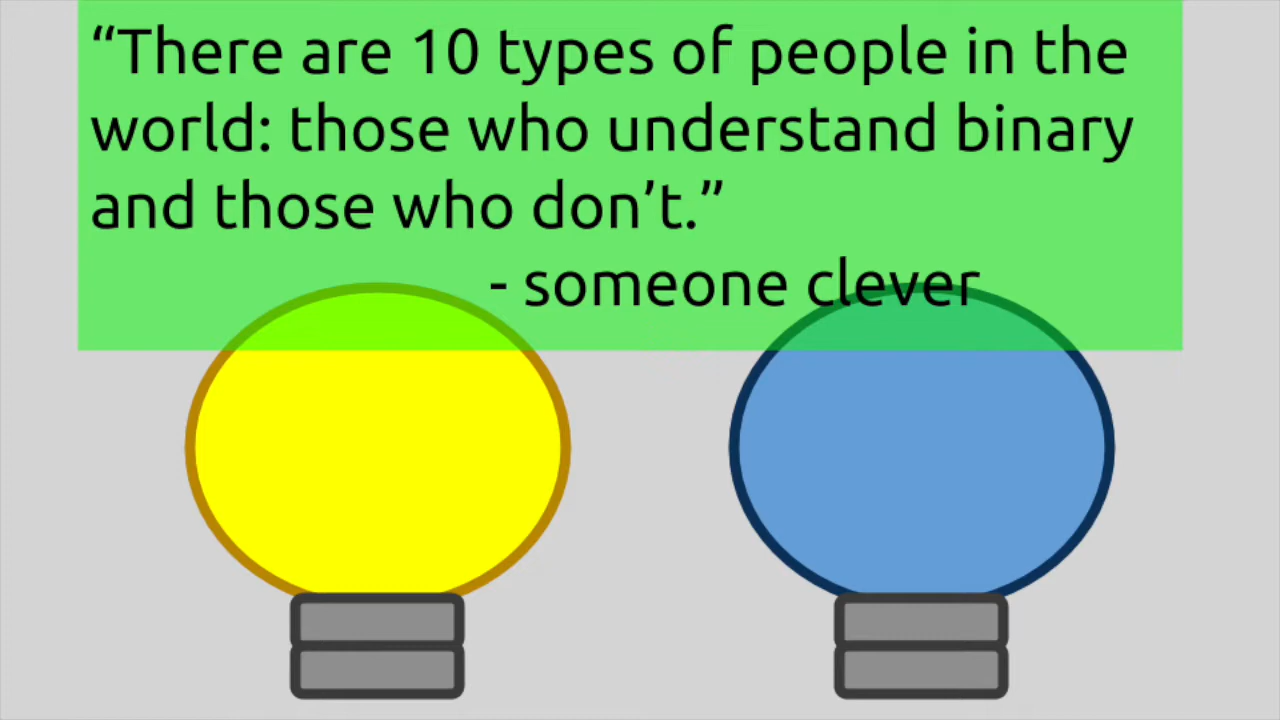 “There are 10 types of people in the
world: those who understand binary
and those who don’t.”
- someone clever